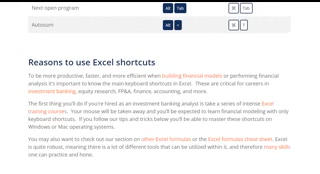 Next open program Alt Tab ⌘ Tab
Autosum Alt = ⌘ T
Reasons to use Excel shortcuts
To be more productive, faster, and more efficient when building financial models or performing financial
analysis it's important to know the main keyboard shortcuts in Excel. These are critical for careers in
investment banking, equity research, FP&A, finance, accounting, and more.
The first thing you'll do if you're hired as an investment banking analyst is take a series of intense Excel
training courses. Your mouse will be taken away and you'll be expected to learn financial modeling with only
keyboard shortcuts. If you follow our tips and tricks below you'll be able to master these shortcuts on
Windows or Mac operating systems.
You may also want to check out our section on other Excel formulas or the Excel formulas cheat sheet. Excel
is quite robust, meaning there is a lot of different tools that can be utilized within it, and therefore many skills
one can practice and hone.